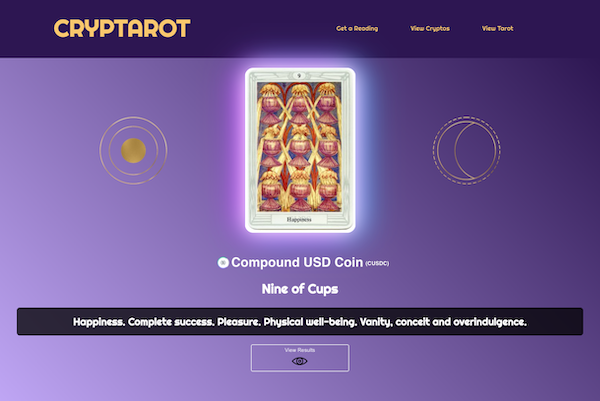 CRYPTAROT
Get a Reading
View Cryptos
View Tarot
9
Happiness
Compound USD Coin (CUSDC)
Nine of Cups
Happiness. Complete success. Pleasure. Physical well-being. Vanity, conceit and overindulgence.
View Results